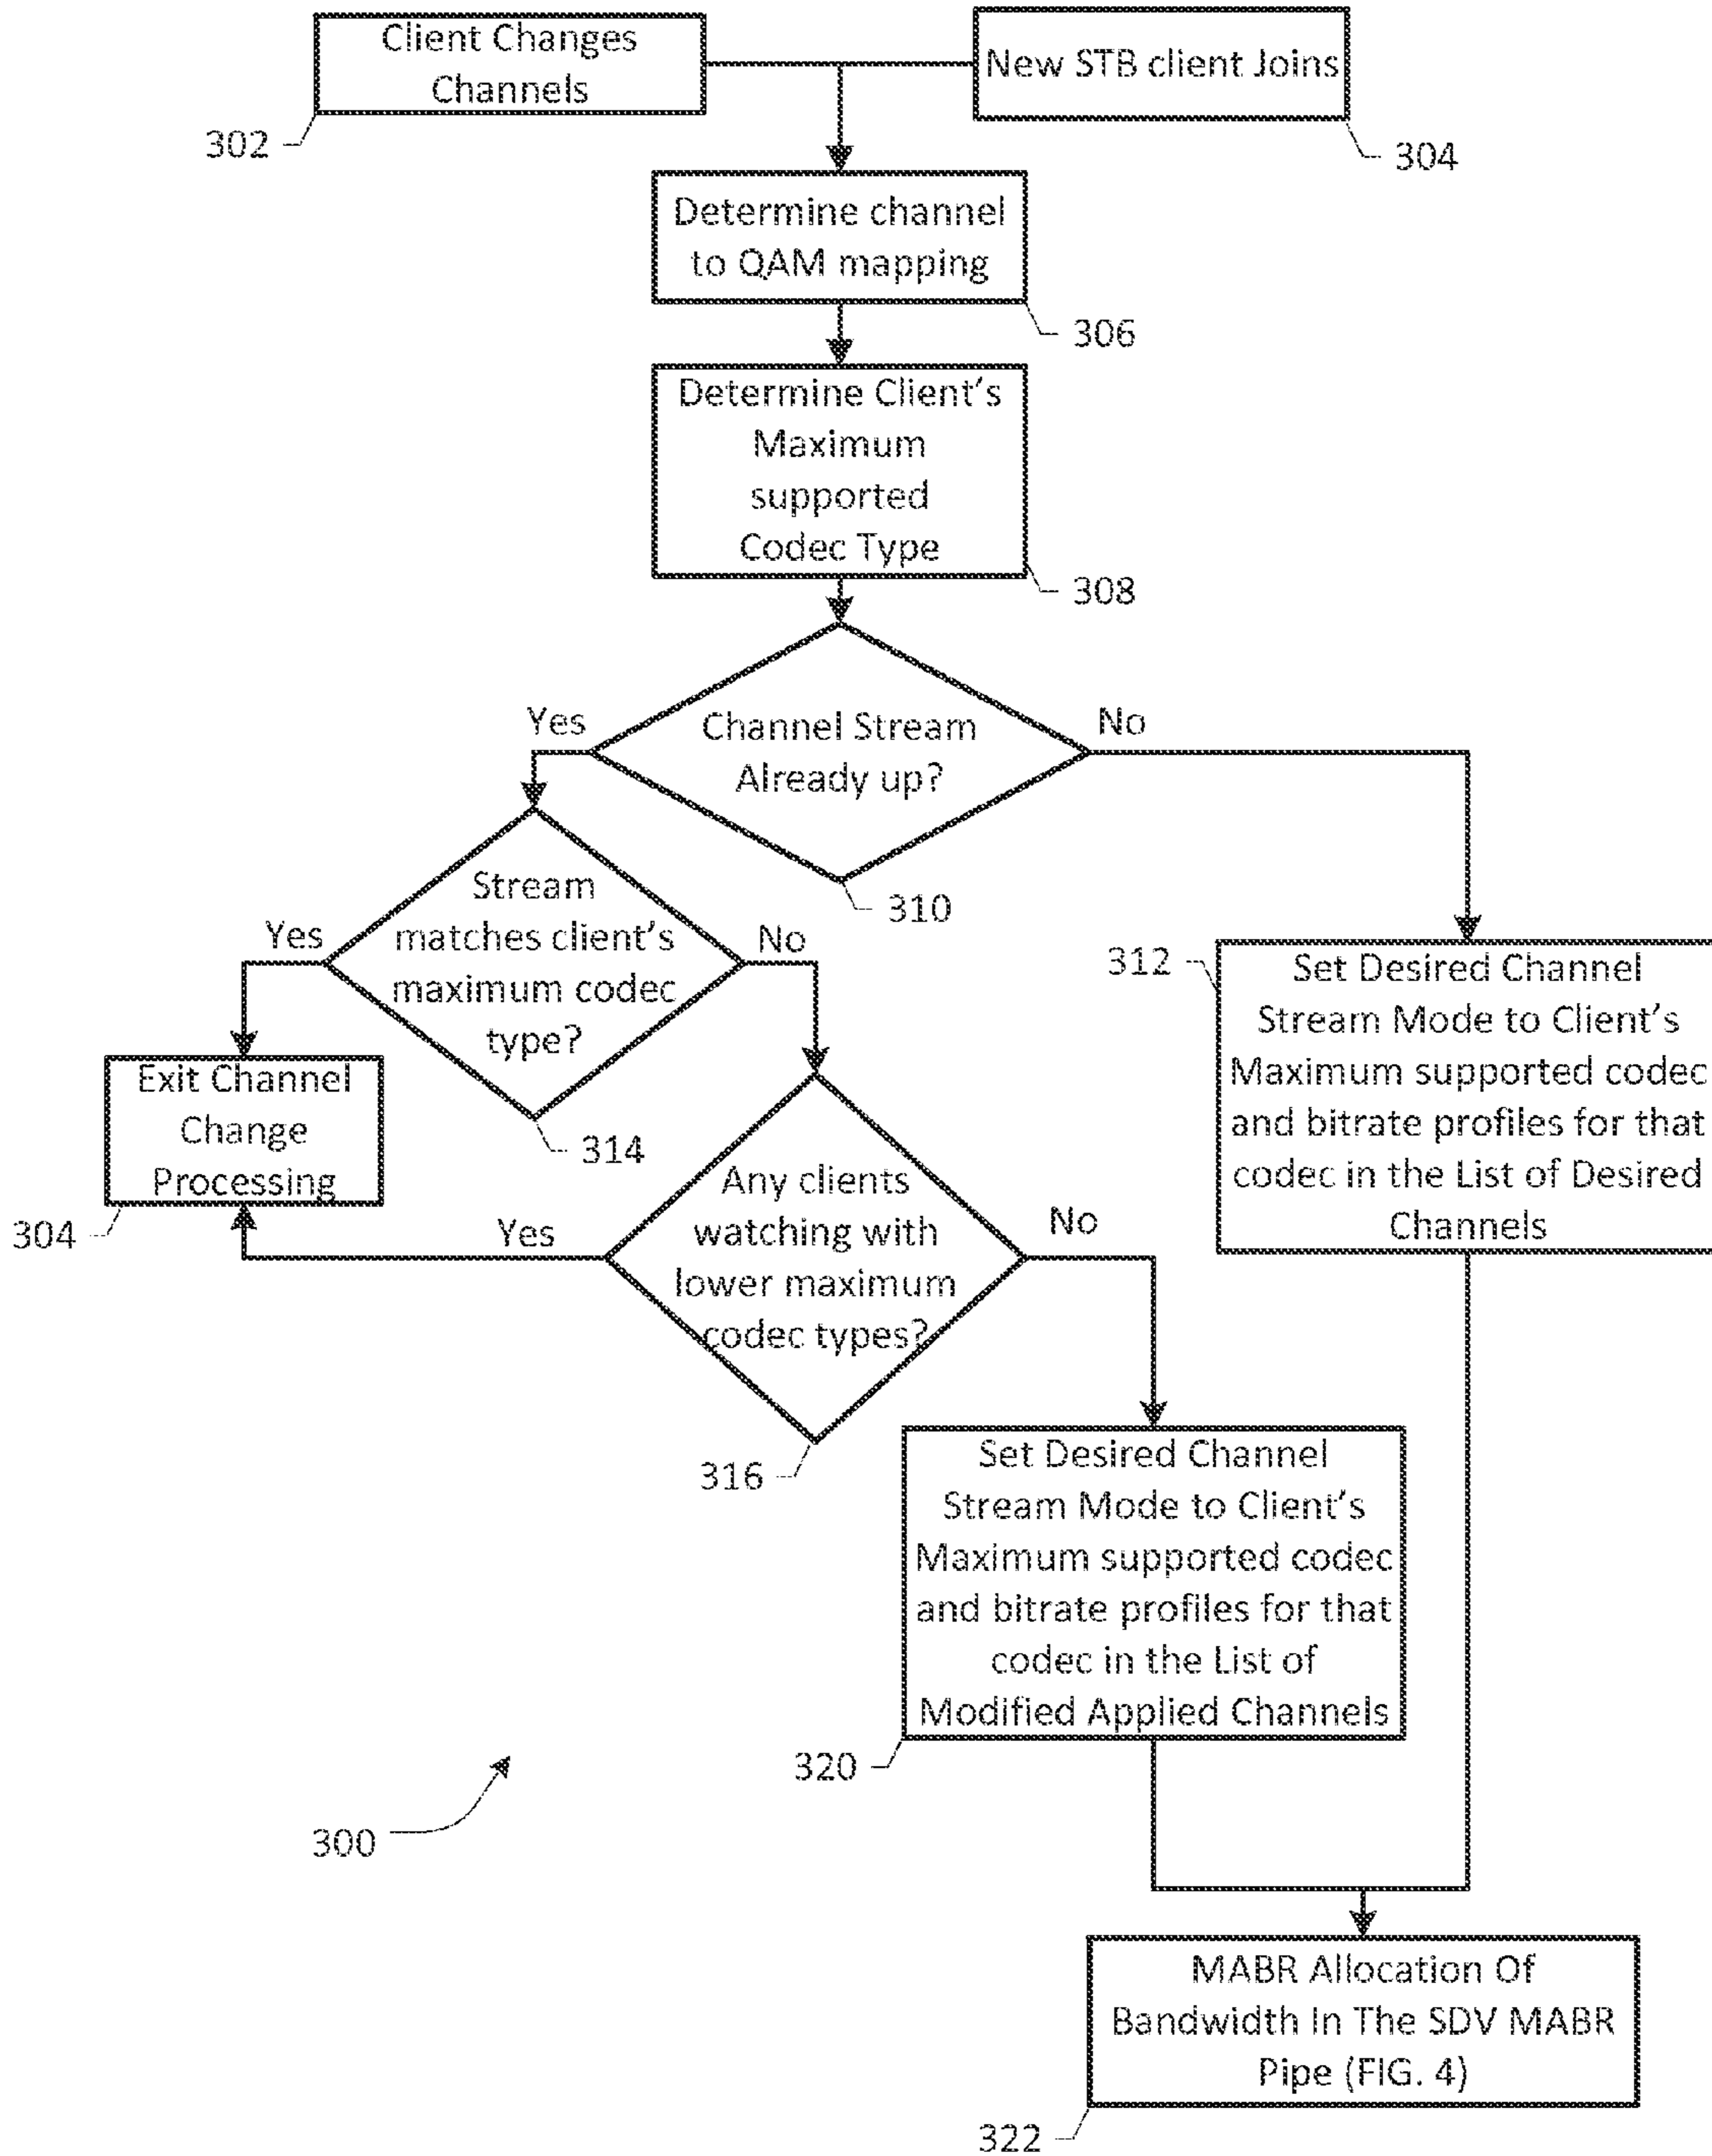 Client Changes
Channels
302
New STB client Joins
304
Determine channel
to QAM mapping
306
Determine Client's
Maximum
supported
Codec Type
308
Channel Stream
Already up?
Yes
No
310
Stream
matches client's
maximum codec
type?
Yes
No
314
312
Set Desired Channel
Stream Mode to Client's
Maximum supported codec
and bitrate profiles for that
codec in the List of Desired
Channels
Exit Channel
Change
Processing
304
Any clients
watching with
lower maximum
codec types?
Yes
No
316
Set Desired Channel
Stream Mode to Client's
Maximum supported codec
and bitrate profiles for that
codec in the List of
Modified Applied Channels
320
300
MABR Allocation Of
Bandwidth In The SDV MABR
Pipe (FIG. 4)
322